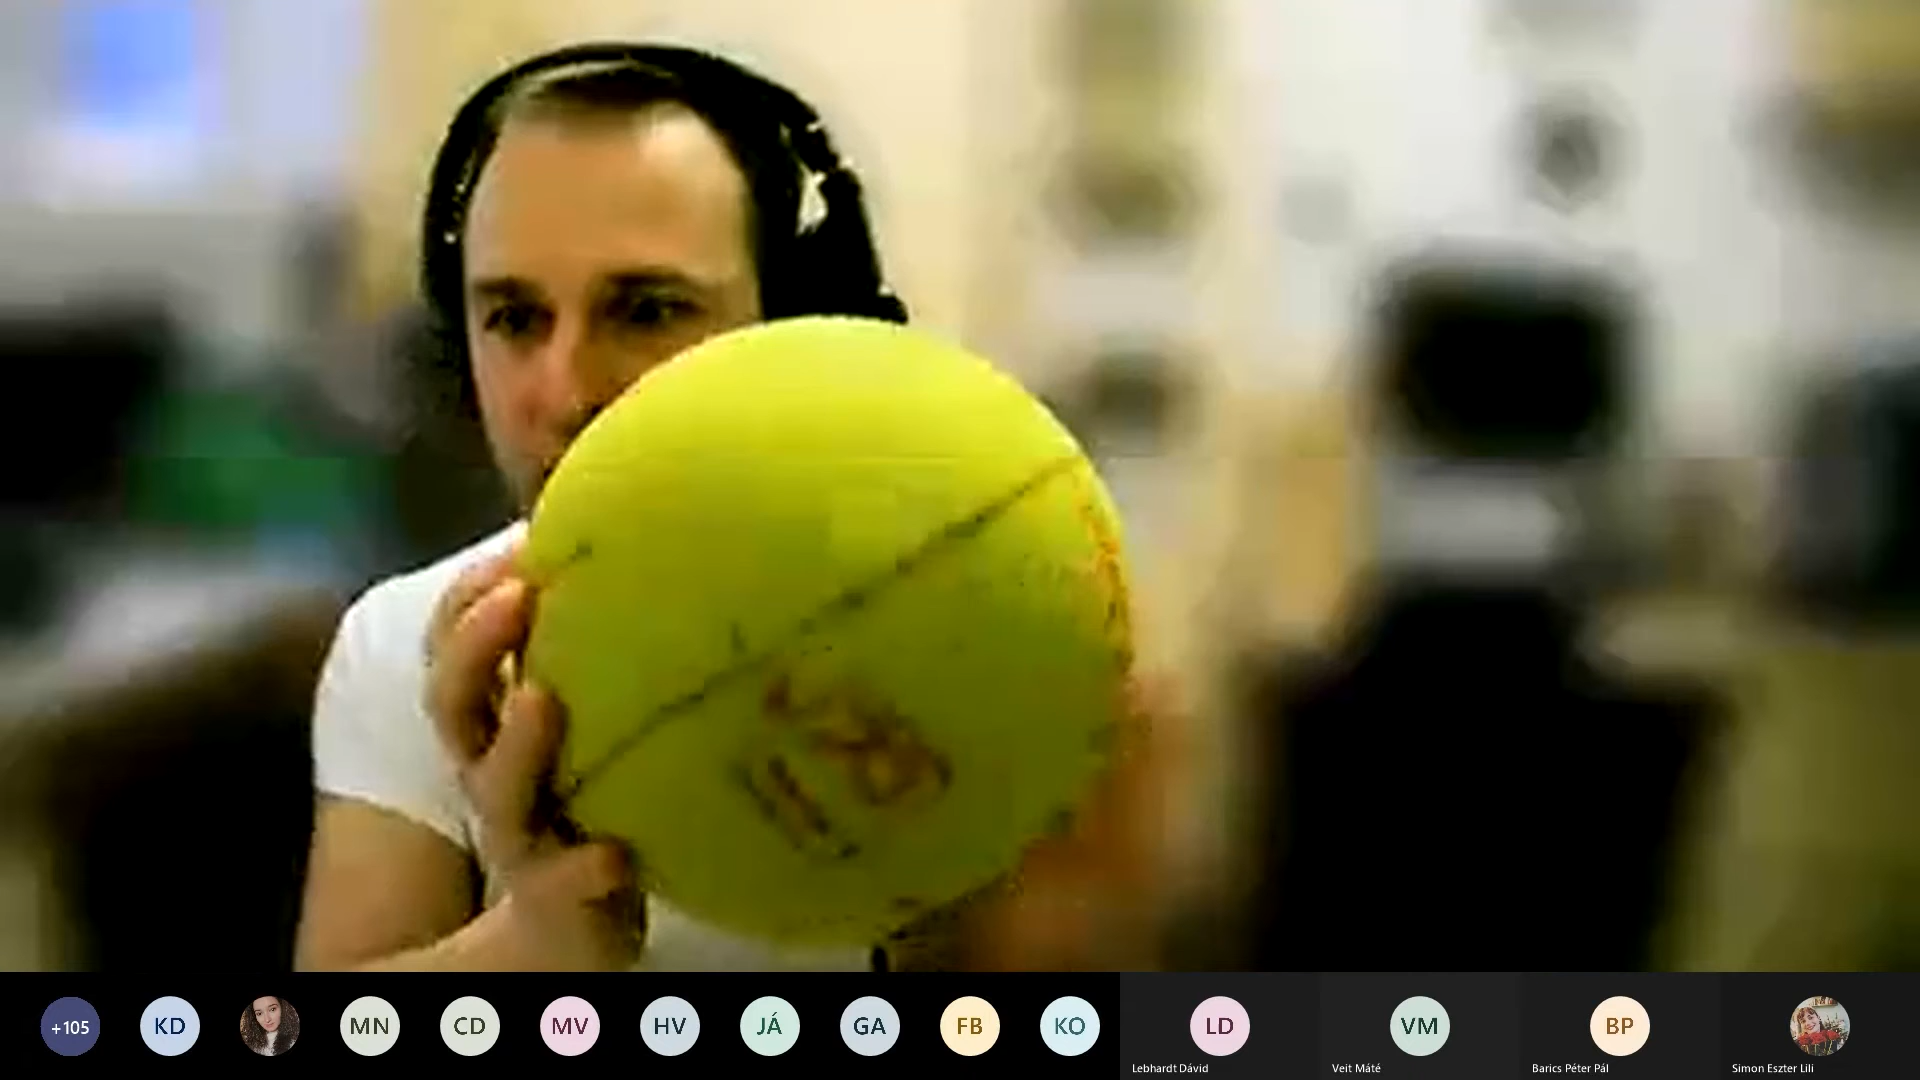 +105
KD
MN
CD
MV
HV
JÁ
GA
FB
KO
LD
VM
BP
Lebhardt Dávid
Veit Máté
Barics Péter Pál
Simon Eszter Lili